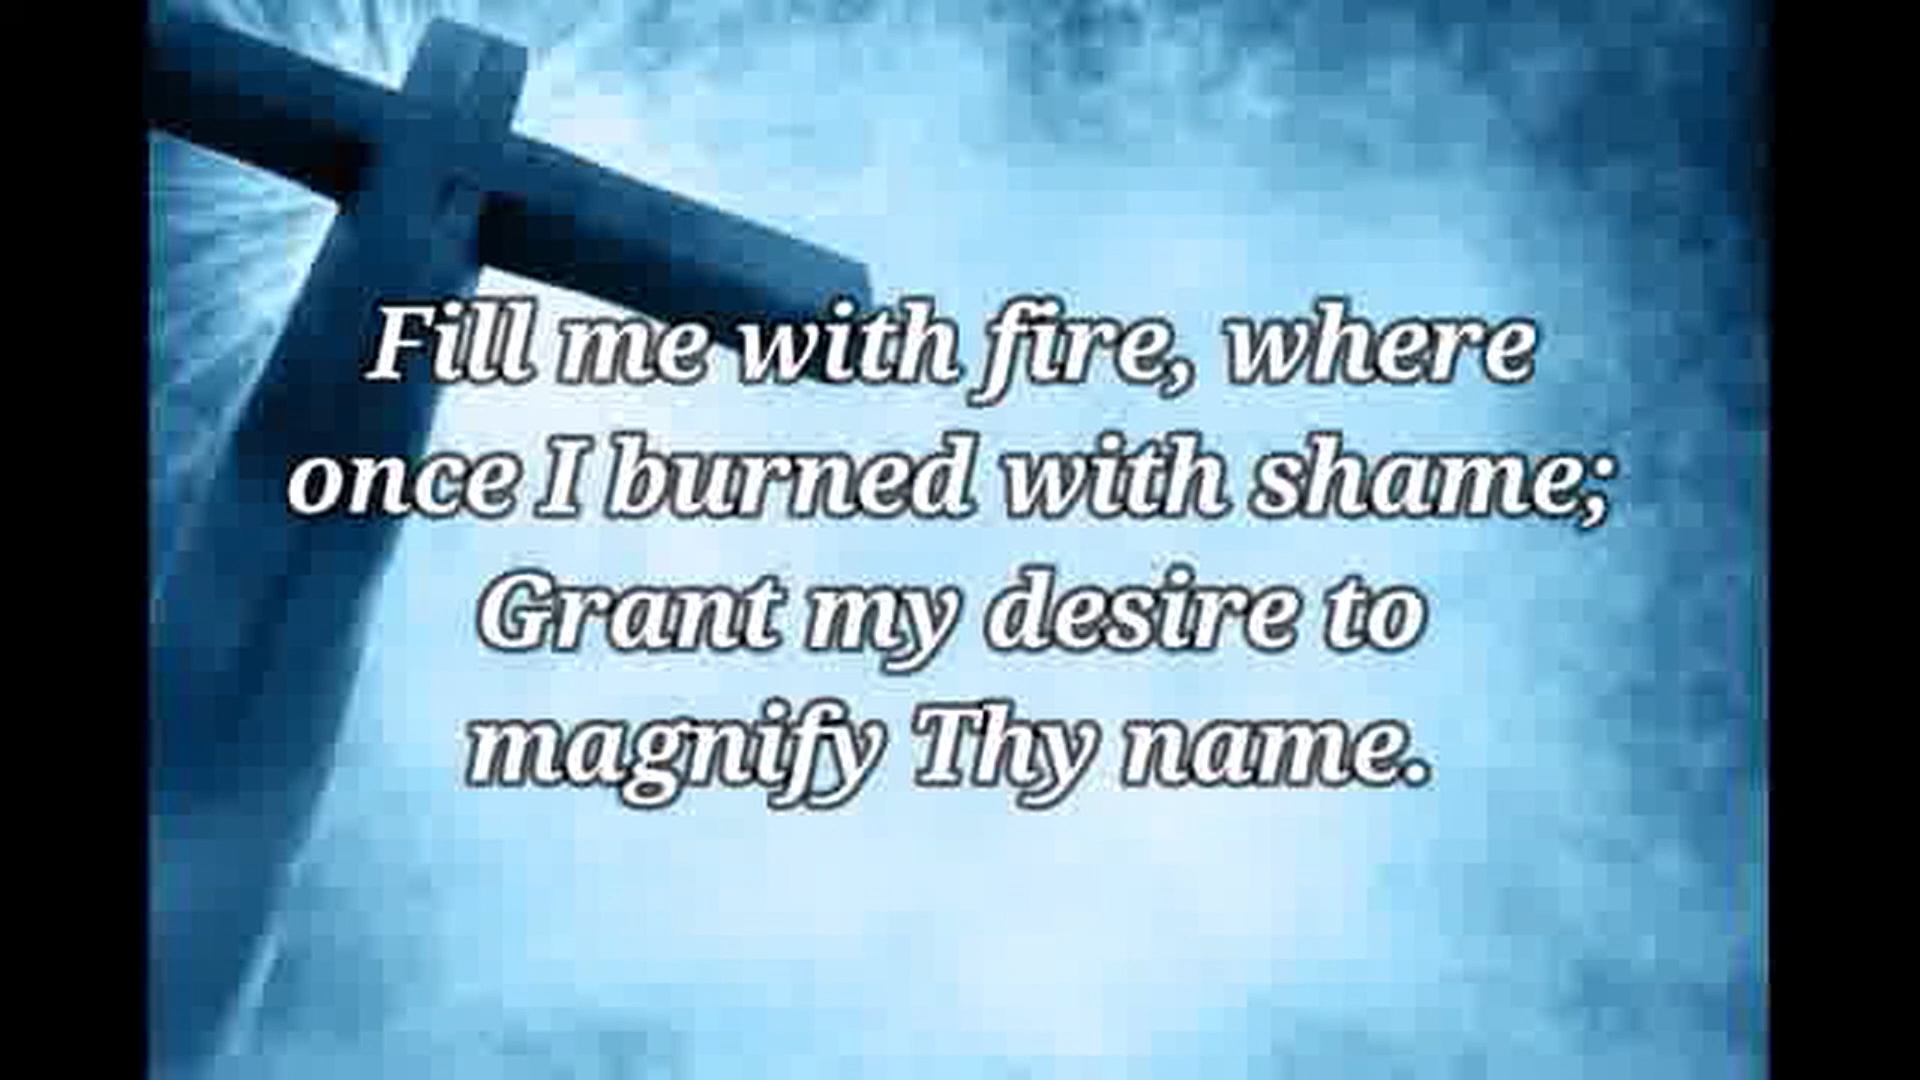 Fill me with fire, where
once I burned with shame;
Grant my desire to
magnify Thy name.